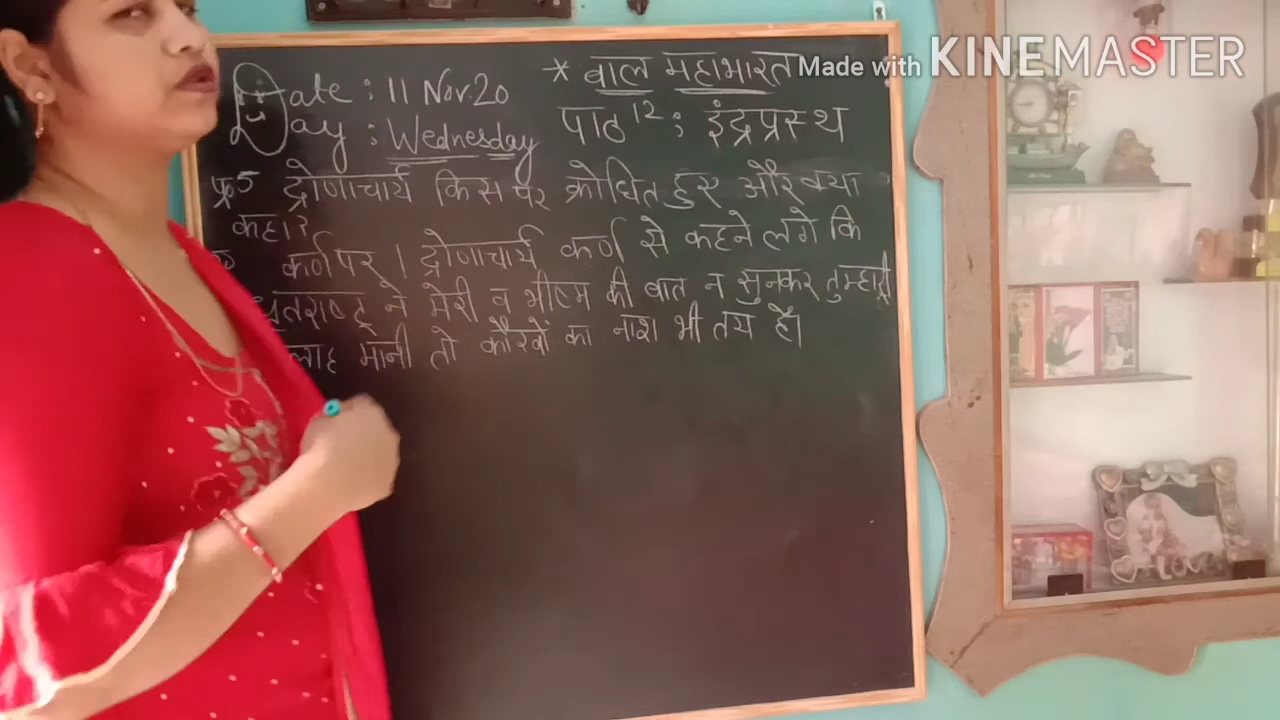 Made with KINEMASTER
Date : 11 Nov. 20
* बाल महाभारत
Day : Wednesday
पाठ 12 : इंद्रप्रस्थ
प्र5 द्रोणाचार्य किस पर क्रोधित हुए और क्या
कहा?
कर्ण पर । द्रोणाचार्य कर्ण से कहने लगे कि
धृतराष्ट्र ने मेरी व भीष्म की बात न सुनकर तुम्हारी
मानी तो कौरवों का नाश भी तय है।